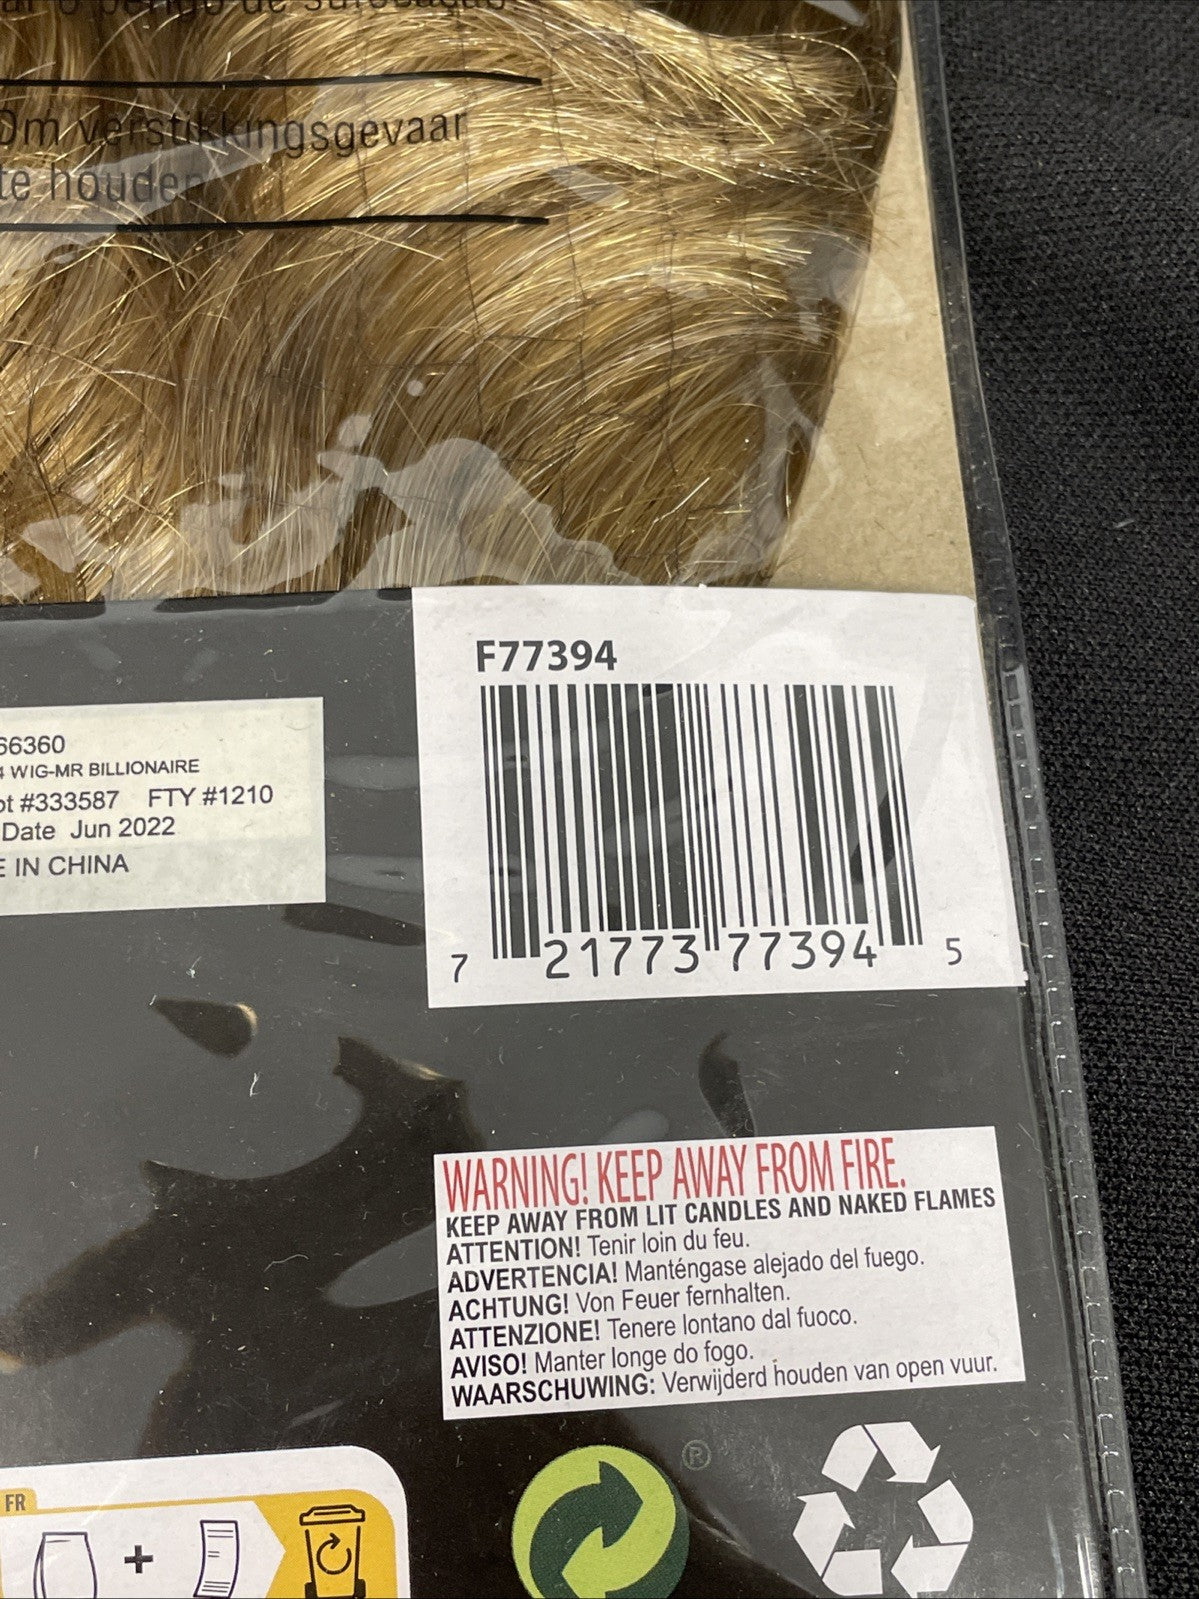 de
Om verstikkingsgevaar
te houden
F77394
66360
4 WIG-MR BILLIONAIRE
ot #333587 FTY #1210
Date Jun 2022
E IN CHINA
7 21773 77394 5
WARNING! KEEP AWAY FROM FIRE.
KEEP AWAY FROM LIT CANDLES AND NAKED FLAMES
ATTENTION! Tenir loin du feu.
ADVERTENCIA! Manténgase alejado del fuego.
ACHTUNG! Von Feuer fernhalten.
ATTENZIONE! Tenere lontano dal fuoco.
AVISO! Manter longe do fogo.
WAARSCHUWING: Verwijderd houden van open vuur.
®
FR
+